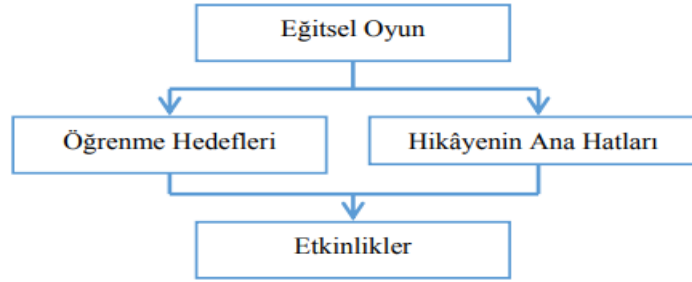 Eğitsel Oyun
Öğrenme Hedefleri
Hikâyenin Ana Hatları
Etkinlikler